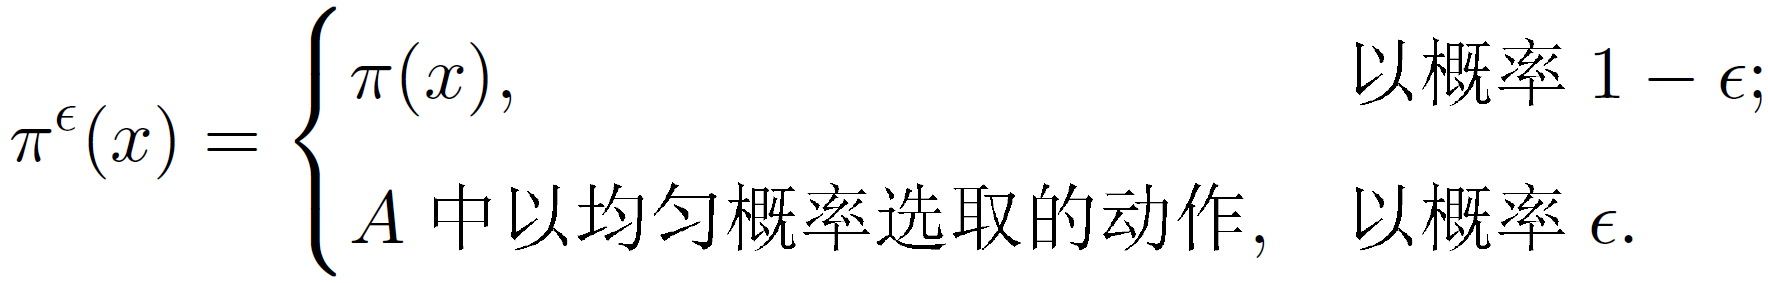 π(x), 以概率 1 − ϵ;
π^ϵ(x) =
A 中以均匀概率选取的动作, 以概率 ϵ.